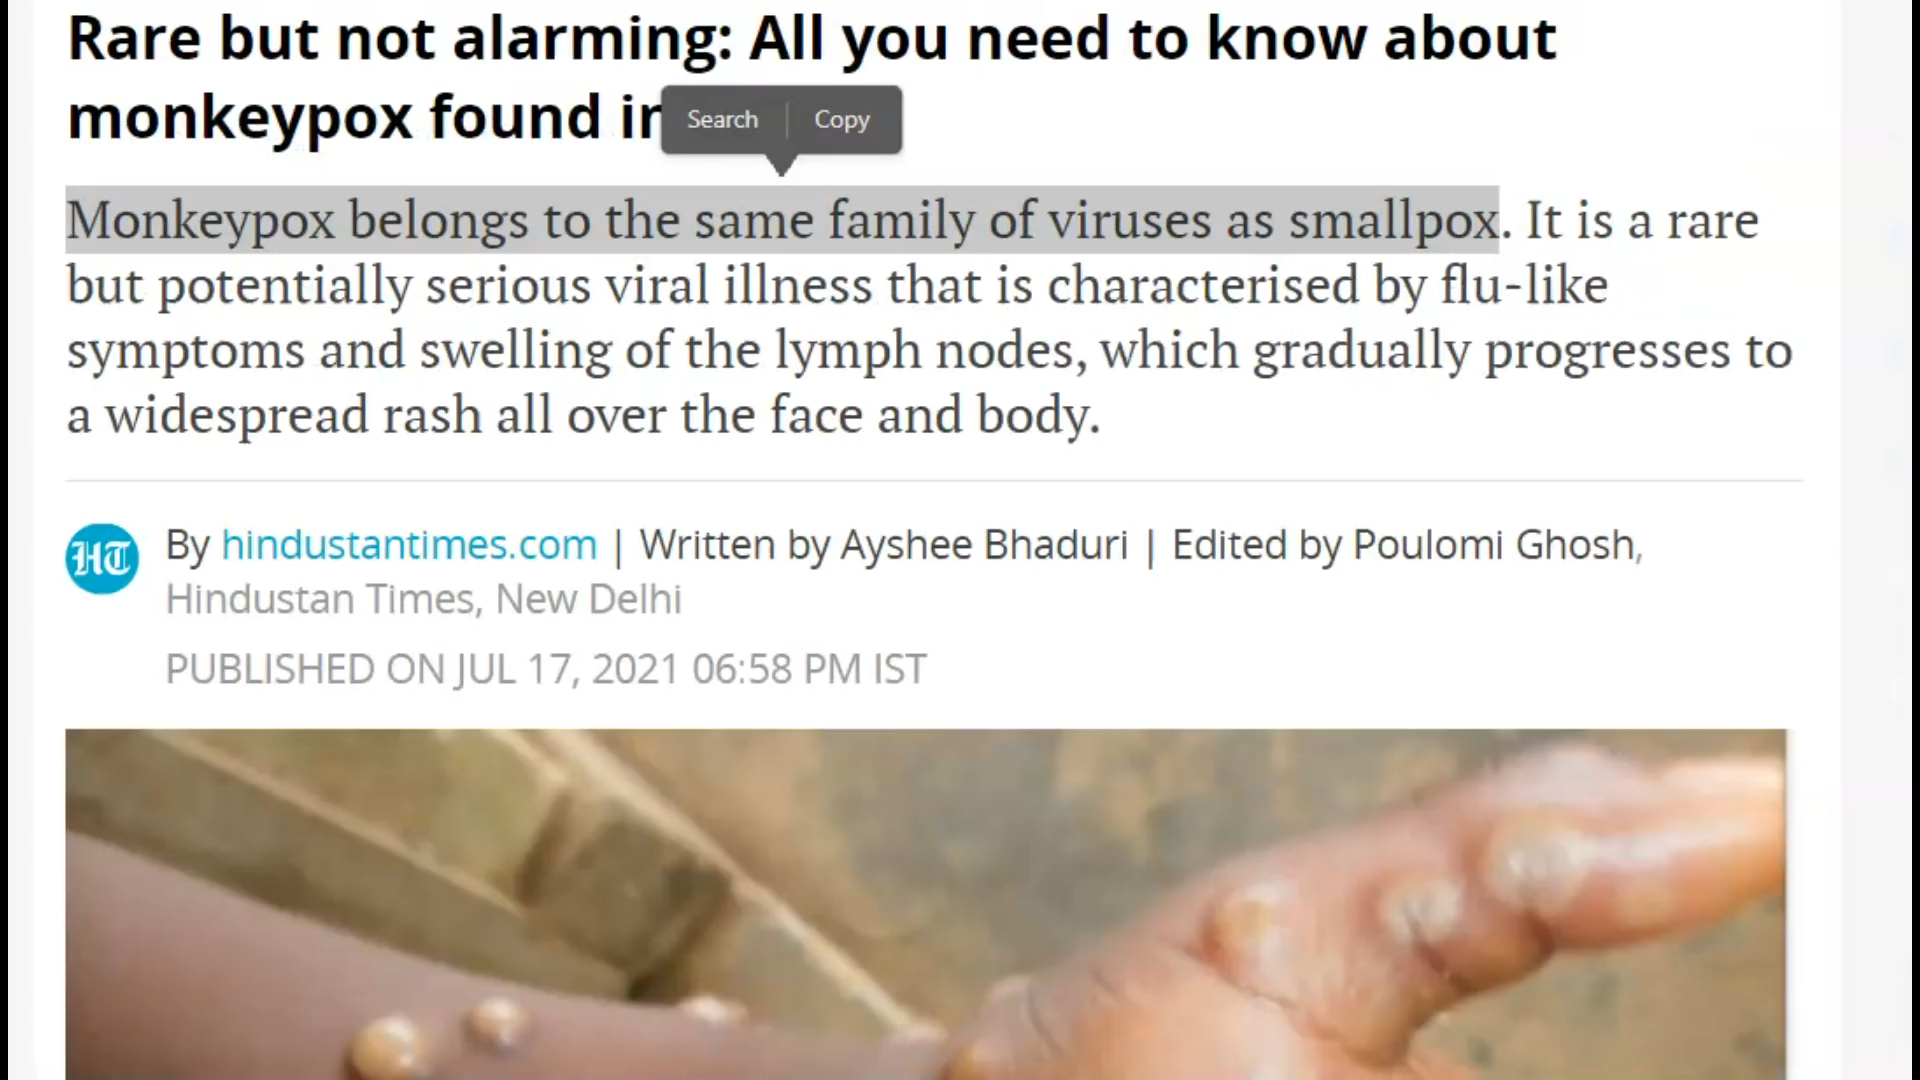 Rare but not alarming: All you need to know about
monkeypox found
Search Copy
Monkeypox belongs to the same family of viruses as smallpox. It is a rare
but potentially serious viral illness that is characterised by flu-like
symptoms and swelling of the lymph nodes, which gradually progresses to
a widespread rash all over the face and body.
HT By hindustantimes.com | Written by Ayshee Bhaduri | Edited by Poulomi Ghosh,
Hindustan Times, New Delhi
PUBLISHED ON JUL 17, 2021 06:58 PM IST